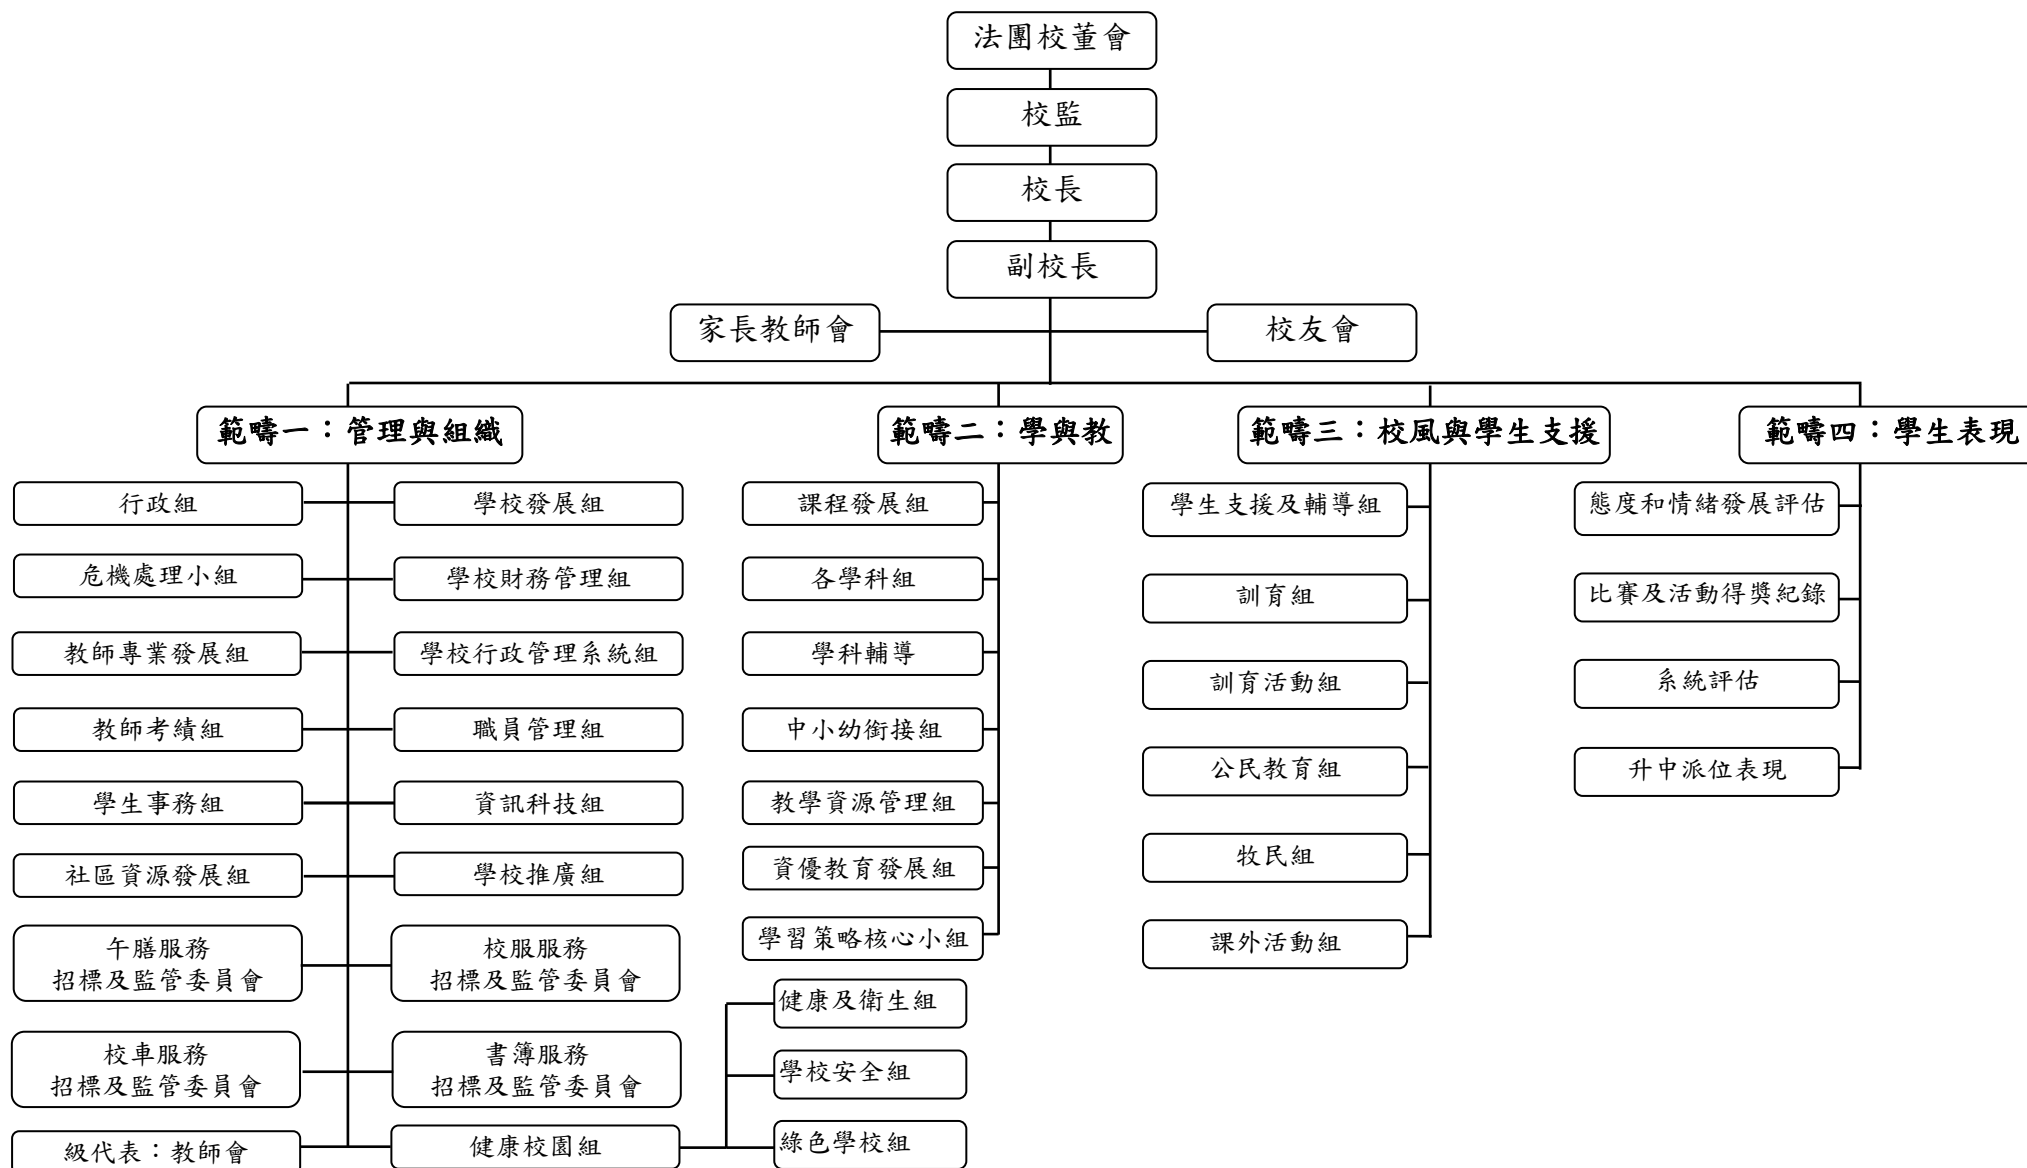 法團校董會
校監
校長
副校長
家長教師會
校友會
範疇一：管理與組織
範疇二：學與教
範疇三：校風與學生支援
範疇四：學生表現
行政組
學校發展組
危機處理小組
學校財務管理組
教師專業發展組
學校行政管理系統組
教師考績組
職員管理組
學生事務組
資訊科技組
社區資源發展組
學校推廣組
午膳服務
招標及監管委員會
校服服務
招標及監管委員會
校車服務
招標及監管委員會
書簿服務
招標及監管委員會
級代表：教師會
健康校園組
健康及衛生組
學校安全組
綠色學校組
課程發展組
各學科組
學科輔導
中小幼銜接組
教學資源管理組
資優教育發展組
學習策略核心小組
學生支援及輔導組
訓育組
訓育活動組
公民教育組
牧民組
課外活動組
態度和情緒發展評估
比賽及活動得獎紀錄
系統評估
升中派位表現